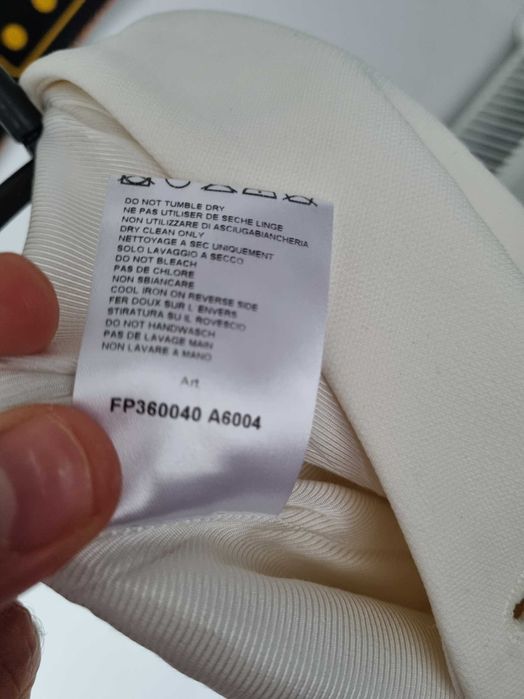 DO NOT TUMBLE DRY
NE PAS UTILISER DE SECHE LINGE
NON UTILIZZARE DI ASCIUGABIANCHERIA
DRY CLEAN ONLY
NETTOYAGE A SEC UNIQUEMENT
SOLO LAVAGGIO A SECCO
DO NOT BLEACH
PAS DE CHLORE
NON SBIANCARE
COOL IRON ON REVERSE SIDE
FER DOUX SUR L ENVERS
STIRATURA SU IL ROVESCIO
DO NOT HANDWASH
PAS DE LAVAGE MAIN
NON LAVARE A MANO
Art
FP360040 A6004